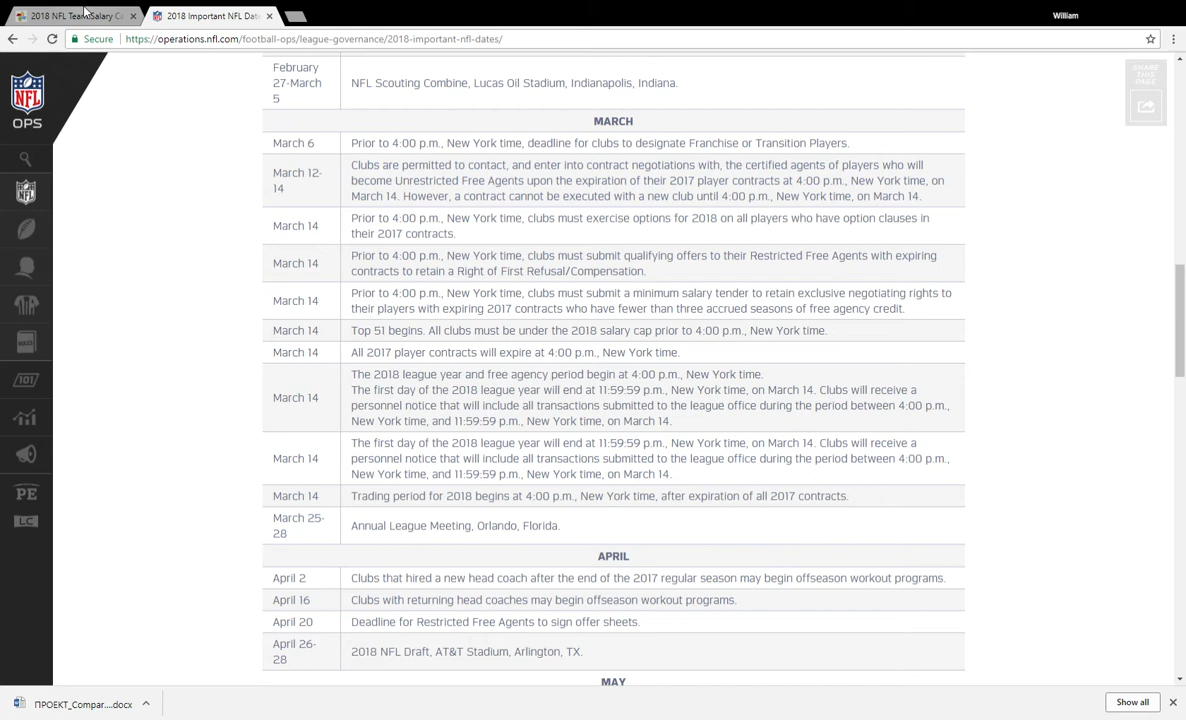 2018 NFL Team Salary Ca
2018 Important NFL Date
William
Secure
https://operations.nfl.com/football-ops/league-governance/2018-important-nfl-dates/
NFL
OPS
SHARE
THIS
PAGE
February
27-March
5
NFL Scouting Combine, Lucas Oil Stadium, Indianapolis, Indiana.
MARCH
March 6
Prior to 4:00 p.m., New York time, deadline for clubs to designate Franchise or Transition Players.
March 12-
14
Clubs are permitted to contact, and enter into contract negotiations with, the certified agents of players who will
become Unrestricted Free Agents upon the expiration of their 2017 player contracts at 4:00 p.m., New York time, on
March 14. However, a contract cannot be executed with a new club until 4:00 p.m., New York time, on March 14.
March 14
Prior to 4:00 p.m., New York time, clubs must exercise options for 2018 on all players who have option clauses in
their 2017 contracts.
March 14
Prior to 4:00 p.m., New York time, clubs must submit qualifying offers to their Restricted Free Agents with expiring
contracts to retain a Right of First Refusal/Compensation.
March 14
Prior to 4:00 p.m., New York time, clubs must submit a minimum salary tender to retain exclusive negotiating rights to
their players with expiring 2017 contracts who have fewer than three accrued seasons of free agency credit.
March 14
Top 51 begins. All clubs must be under the 2018 salary cap prior to 4:00 p.m., New York time.
March 14
All 2017 player contracts will expire at 4:00 p.m., New York time.
March 14
The 2018 league year and free agency period begin at 4:00 p.m., New York time.
The first day of the 2018 league year will end at 11:59:59 p.m., New York time, on March 14. Clubs will receive a
personnel notice that will include all transactions submitted to the league office during the period between 4:00 p.m.,
New York time, and 11:59:59 p.m., New York time, on March 14.
March 14
The first day of the 2018 league year will end at 11:59:59 p.m., New York time, on March 14. Clubs will receive a
personnel notice that will include all transactions submitted to the league office during the period between 4:00 p.m.,
New York time, and 11:59:59 p.m., New York time, on March 14.
March 14
Trading period for 2018 begins at 4:00 p.m., New York time, after expiration of all 2017 contracts.
March 25-
28
Annual League Meeting, Orlando, Florida.
APRIL
April 2
Clubs that hired a new head coach after the end of the 2017 regular season may begin offseason workout programs.
April 16
Clubs with returning head coaches may begin offseason workout programs.
April 20
Deadline for Restricted Free Agents to sign offer sheets.
April 26-
28
2018 NFL Draft, AT&T Stadium, Arlington, TX.
MAY
101
PE
LC
ПРОЕКТ_Compar....docx
Show all